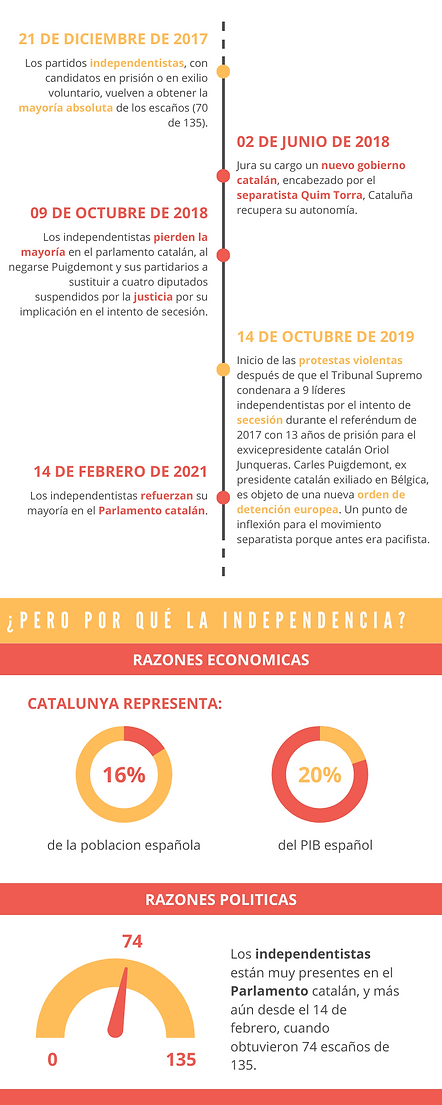 21 DE DICIEMBRE DE 2017
Los partidos independentistas, con
candidatos en prisión o en exilio
voluntario, vuelven a obtener la
mayoría absoluta de los escaños (70
de 135).
02 DE JUNIO DE 2018
Jura su cargo un nuevo gobierno
catalán, encabezado por el
separatista Quim Torra, Cataluña
recupera su autonomía.
09 DE OCTUBRE DE 2018
Los independentistas pierden la
mayoría en el parlamento catalán, al
negarse Puigdemont y sus partidarios a
sustituir a cuatro diputados
suspendidos por la justicia por su
implicación en el intento de secesión.
14 DE OCTUBRE DE 2019
Inicio de las protestas violentas
después de que el Tribunal Supremo
condenara a 9 líderes
independentistas por el intento de
secesión durante el referéndum de
2017 con 13 años de prisión para el
exvicepresidente catalán Oriol
Junqueras. Carles Puigdemont, ex
presidente catalán exiliado en Bélgica,
es objeto de una nueva orden de
detención europea. Un punto de
inflexión para el movimiento
separatista porque antes era pacifista.
14 DE FEBRERO DE 2021
Los independentistas refuerzan su
mayoría en el Parlamento catalán.
¿PERO POR QUÉ LA INDEPENDENCIA?
RAZONES ECONOMICAS
CATALUNYA REPRESENTA:
16%
de la poblacion española
20%
del PIB español
RAZONES POLITICAS
74
0
135
Los independentistas
están muy presentes en el
Parlamento catalán, y más
aún desde el 14 de
febrero, cuando
obtuvieron 74 escaños de
135.